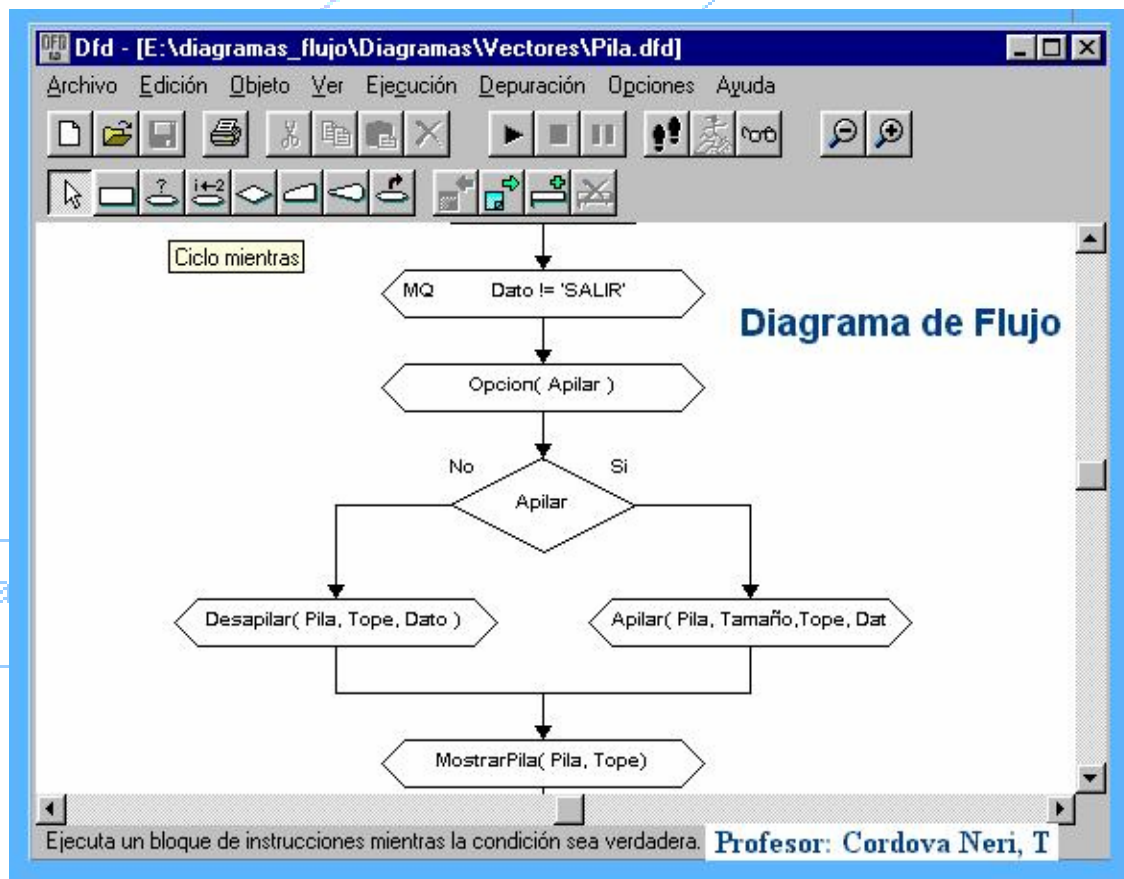 Dfd - [E:\diagramas_flujo\Diagramas\Vectores\Pila.dfd]
Archivo Edición Objeto Ver Ejecución Depuración Opciones Ayuda
? i←2
Ciclo mientras
MQ Dato != 'SALIR'
Diagrama de Flujo
Opcion( Apilar )
No Si
Apilar
Desapilar( Pila, Tope, Dato ) Apilar( Pila, Tamaño,Tope, Dat
MostrarPila( Pila, Tope)
Ejecuta un bloque de instrucciones mientras la condición sea verdadera. Profesor: Cordova Neri, T